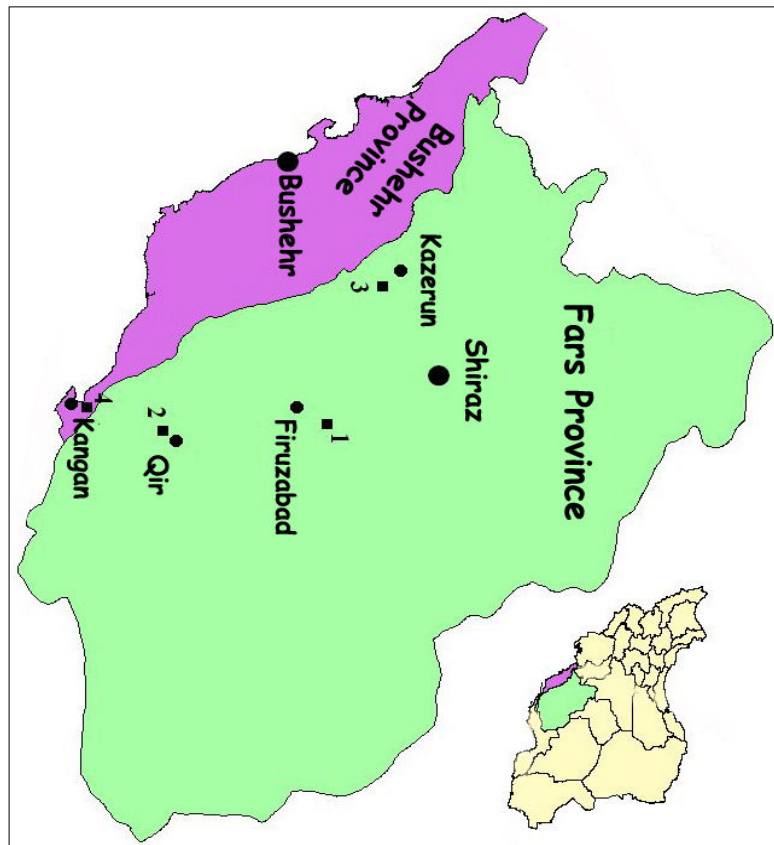 Fars Province
Shiraz
Bushehr
Province
Kazerun
3
1
Bushehr
Firuzabad
2
Qir
4
Kangan